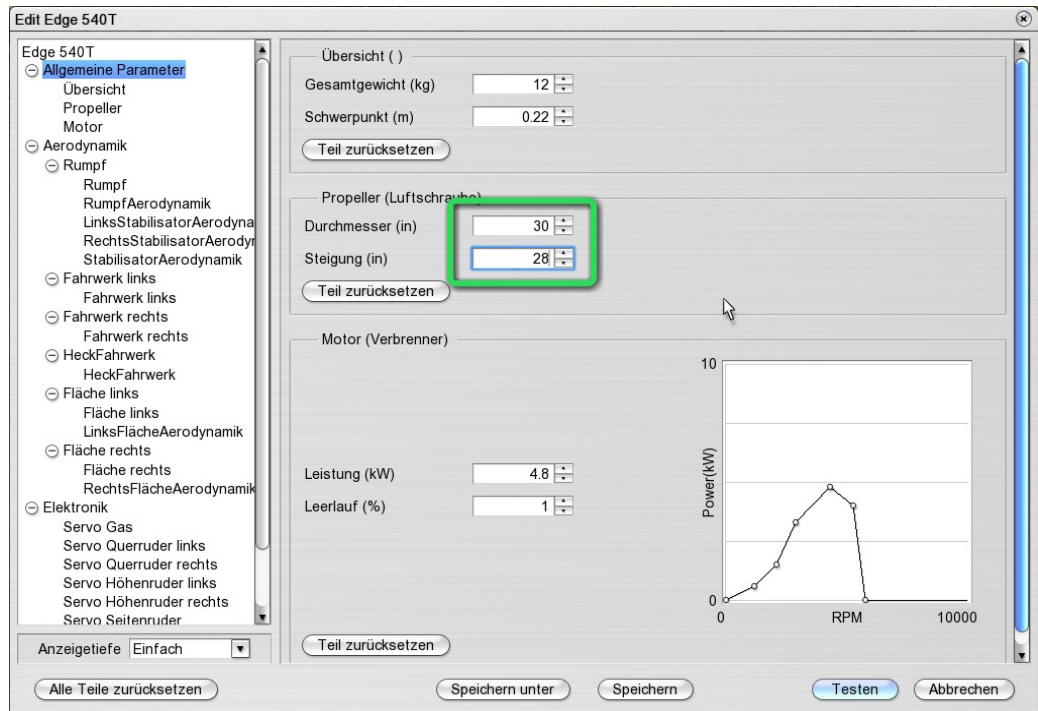 Edit Edge 540T
Edge 540T
Allgemeine Parameter
Übersicht
Propeller
Motor
Aerodynamik
Rumpf
Rumpf
RumpfAerodynamik
LinksStabilisatorAerodyna
RechtsStabilisatorAerodyr
StabilisatorAerodynamik
Fahrwerk links
Fahrwerk links
Fahrwerk rechts
Fahrwerk rechts
HeckFahrwerk
HeckFahrwerk
Fläche links
Fläche links
LinksFlächeAerodynamik
Fläche rechts
Fläche rechts
RechtsFlächeAerodynamik
Elektronik
Servo Gas
Servo Querruder links
Servo Querruder rechts
Servo Höhenruder links
Servo Höhenruder rechts
Servo Seitenruder
Anzeigetiefe Einfach
Übersicht ( )
Gesamtgewicht (kg) 12
Schwerpunkt (m) 0.22
Teil zurücksetzen
Propeller (Luftschraube)
Durchmesser (in) 30
Steigung (in) 28
Teil zurücksetzen
Motor (Verbrenner)
Leistung (kW) 4.8
Leerlauf (%) 1
10
Power(kW)
0
0 RPM 10000
Teil zurücksetzen
Alle Teile zurücksetzen
Speichern unter
Speichern
Testen
Abbrechen